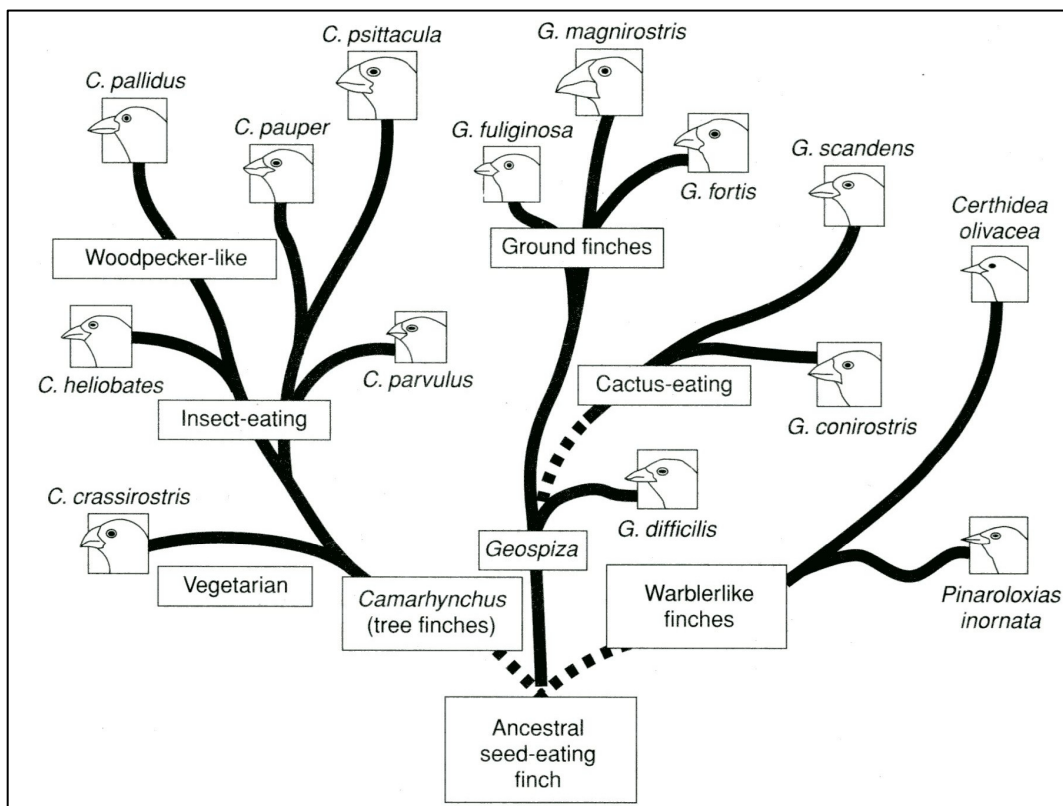 C. psittacula
G. magnirostris
C. pallidus
C. pauper
G. fuliginosa
G. scandens
G. fortis
Certhidea
olivacea
Woodpecker-like
Ground finches
C. heliobates
C. parvulus
Cactus-eating
Insect-eating
G. conirostris
C. crassirostris
G. difficilis
Geospiza
Vegetarian
Camarhynchus
(tree finches)
Warblerlike
finches
Pinaroloxias
inornata
Ancestral
seed-eating
finch